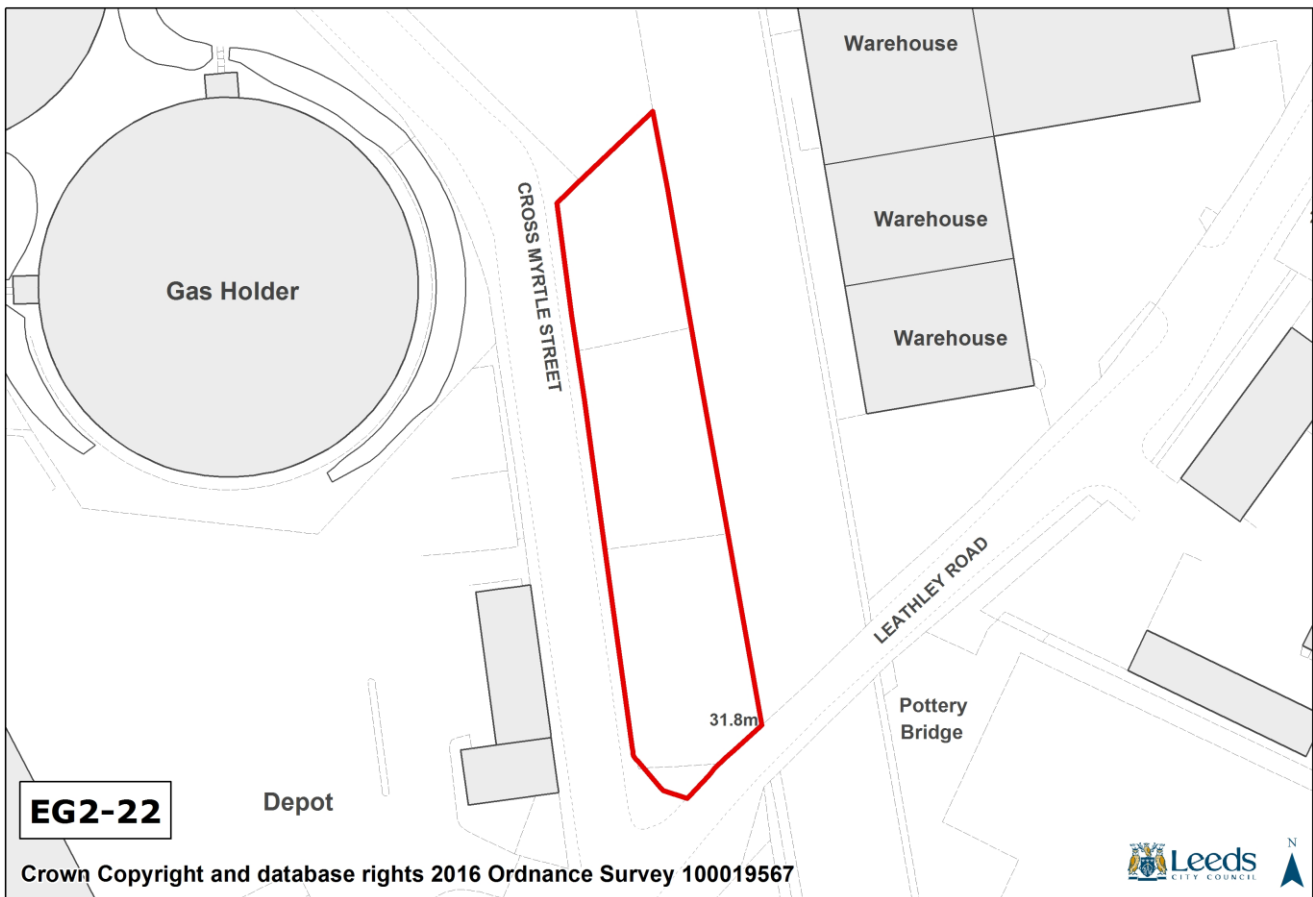 Warehouse
CROSS MYRTLE STREET
Warehouse
Gas Holder
Warehouse
LEATHLEY ROAD
31.8m
Pottery
Bridge
EG2-22
Depot
Crown Copyright and database rights 2016 Ordnance Survey 100019567
Leeds
CITY COUNCIL
N